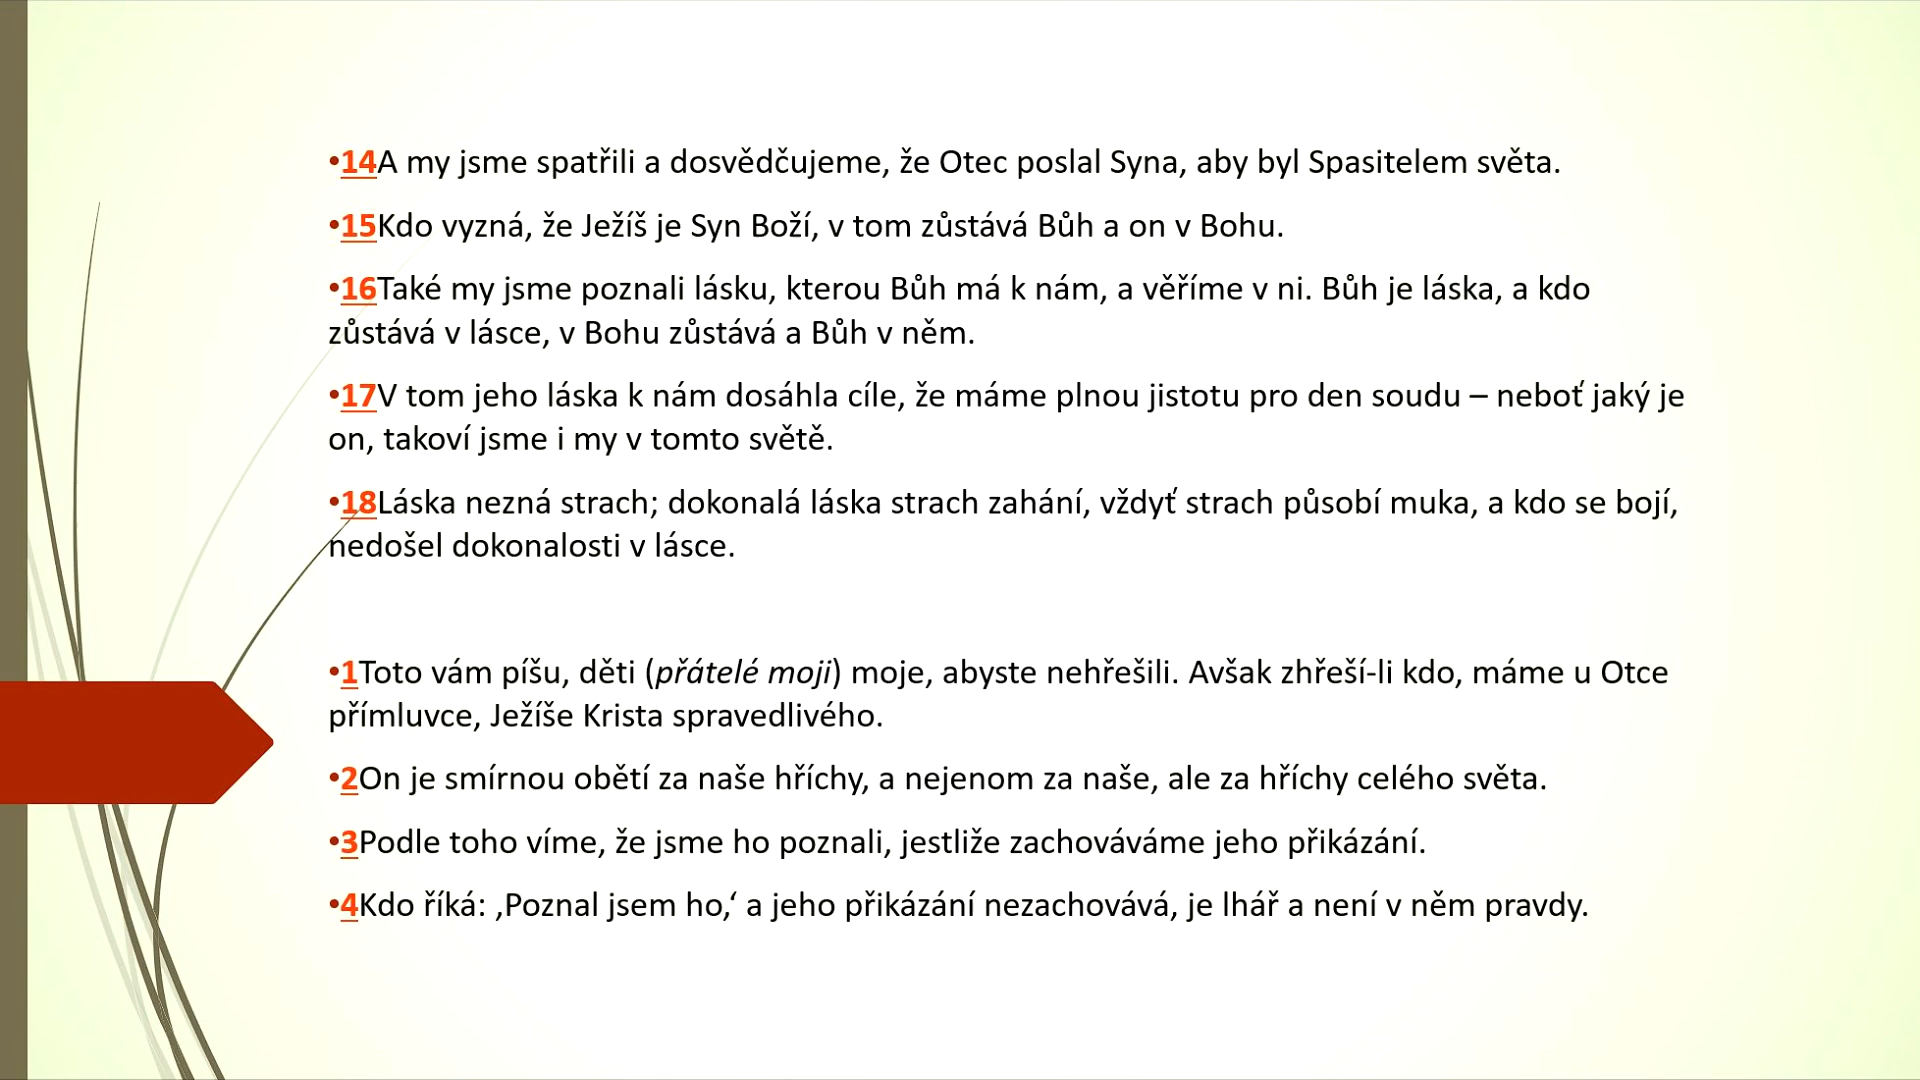 •14A my jsme spatřili a dosvědčujeme, že Otec poslal Syna, aby byl Spasitelem světa.
•15Kdo vyzná, že Ježíš je Syn Boží, v tom zůstává Bůh a on v Bohu.
•16Také my jsme poznali lásku, kterou Bůh má k nám, a věříme v ni. Bůh je láska, a kdo
zůstává v lásce, v Bohu zůstává a Bůh v něm.
•17V tom jeho láska k nám dosáhla cíle, že máme plnou jistotu pro den soudu – neboť jaký je
on, takoví jsme i my v tomto světě.
•18Láska nezná strach; dokonalá láska strach zahání, vždyť strach působí muka, a kdo se bojí,
nedošel dokonalosti v lásce.
•1Toto vám píšu, děti (přátelé moji) moje, abyste nehřešili. Avšak zhřeší-li kdo, máme u Otce
přímluvce, Ježíše Krista spravedlivého.
•2On je smírnou obětí za naše hříchy, a nejenom za naše, ale za hříchy celého světa.
•3Podle toho víme, že jsme ho poznali, jestliže zachováváme jeho přikázání.
•4Kdo říká: ‚Poznal jsem ho,‘ a jeho přikázání nezachovává, je lhář a není v něm pravdy.